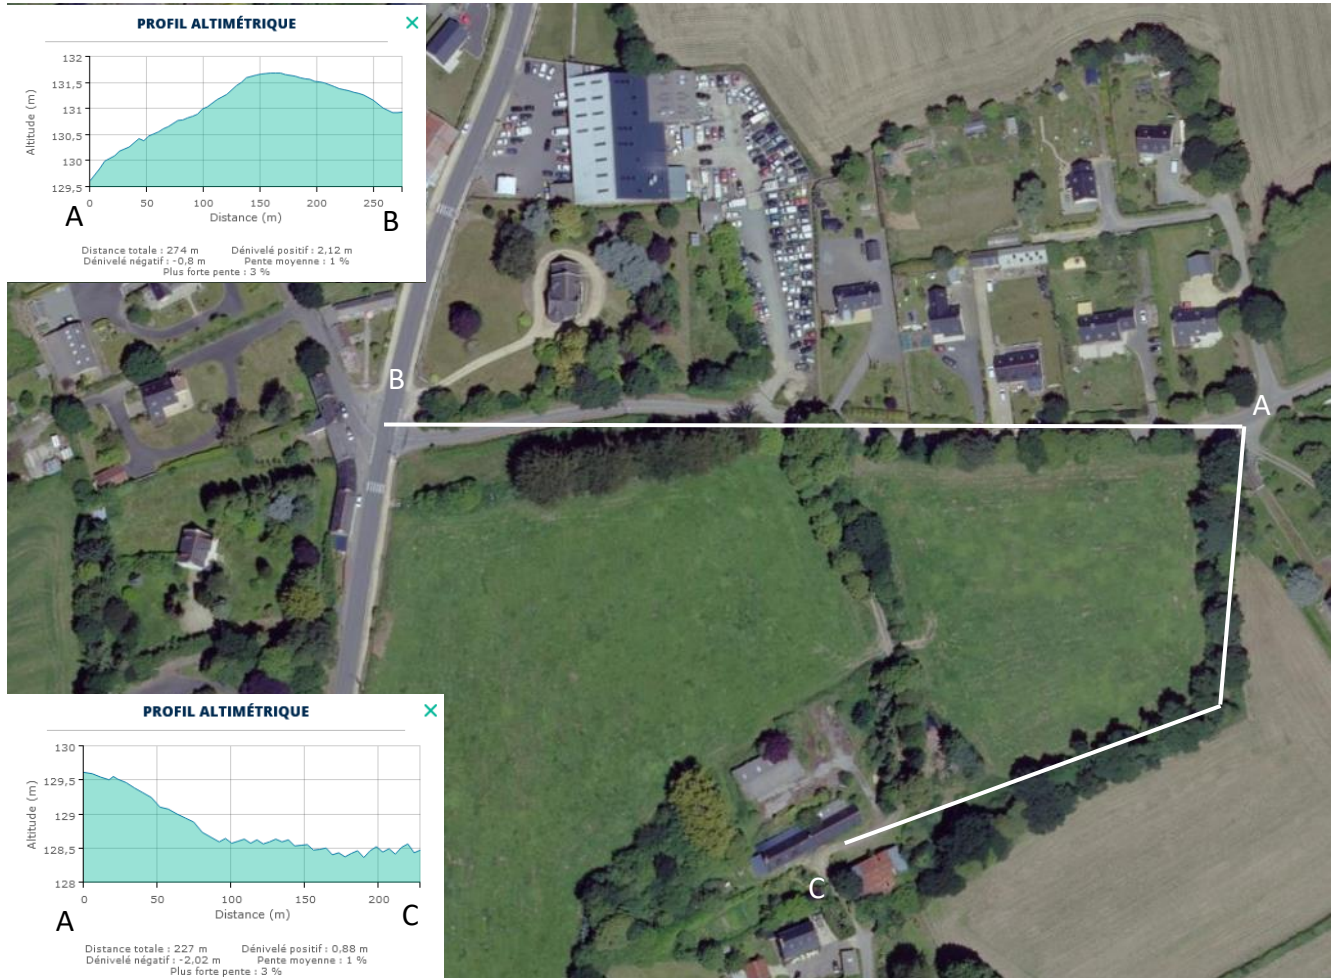 PROFIL ALTIMÉTRIQUE ×
132
131,5
131
130,5
130
129,5
Altitude (m)
0 50 100 150 200 250
Distance (m)
A B
Distance totale : 274 m Dénivelé positif : 2,12 m
Dénivelé négatif : -0,8 m Pente moyenne : 1 %
Plus forte pente : 3 %
B
A
PROFIL ALTIMÉTRIQUE ×
130
129,5
129
128,5
128
Altitude (m)
0 50 100 150 200
Distance (m)
A C
Distance totale : 227 m Dénivelé positif : 0,88 m
Dénivelé négatif : -2,02 m Pente moyenne : 1 %
Plus forte pente : 3 %
C